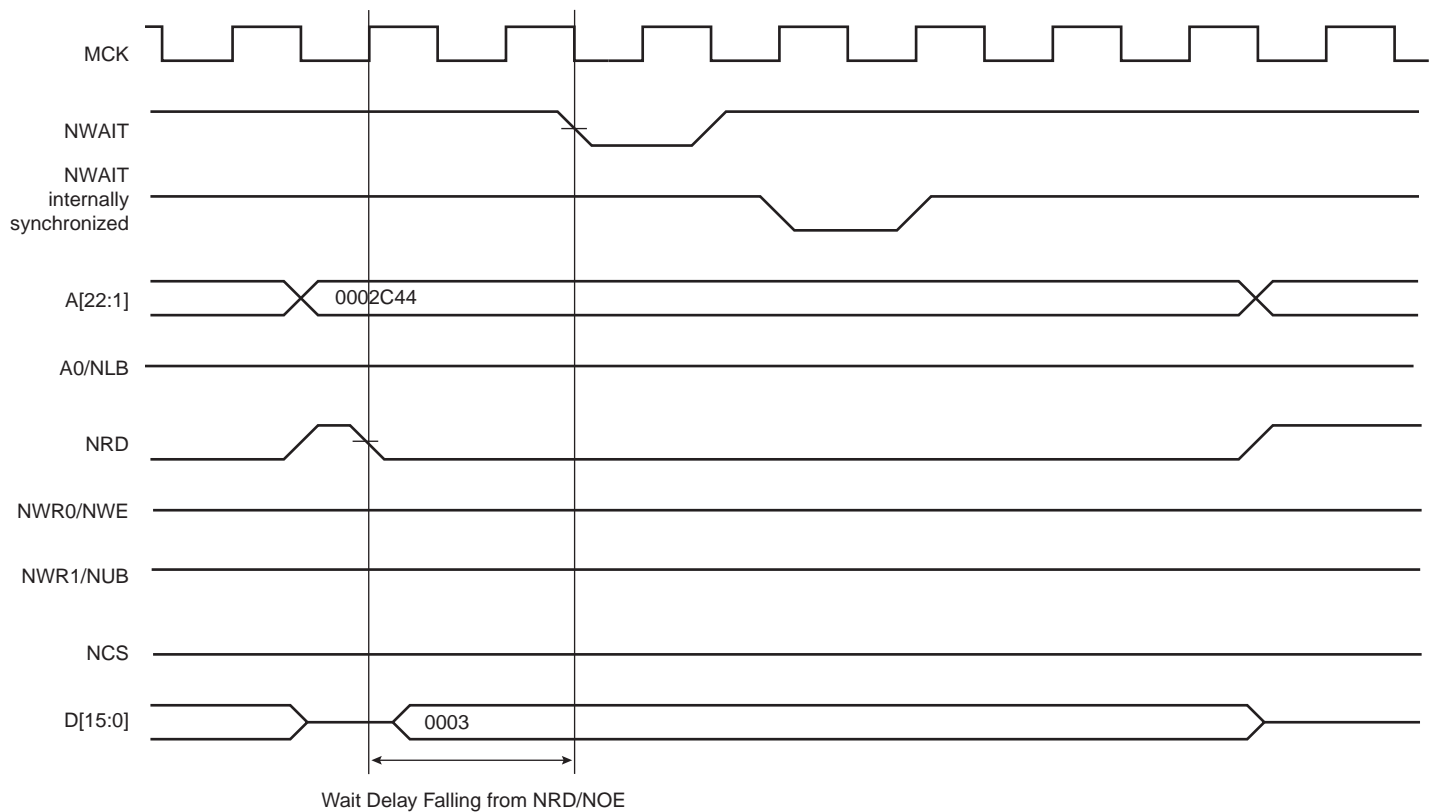 MCK
NWAIT
NWAIT
internally
synchronized
A[22:1]
0002C44
A0/NLB
NRD
NWR0/NWE
NWR1/NUB
NCS
D[15:0]
0003
Wait Delay Falling from NRD/NOE